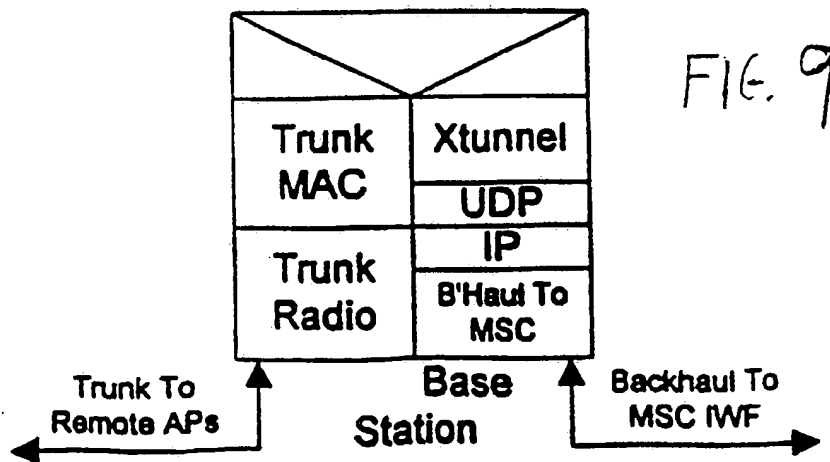 FIG. 9
Trunk
MAC
Xtunnel
UDP
IP
Trunk
Radio
B'Haul To
MSC
Trunk To
Remote APs
Base
Station
Backhaul To
MSC IWF